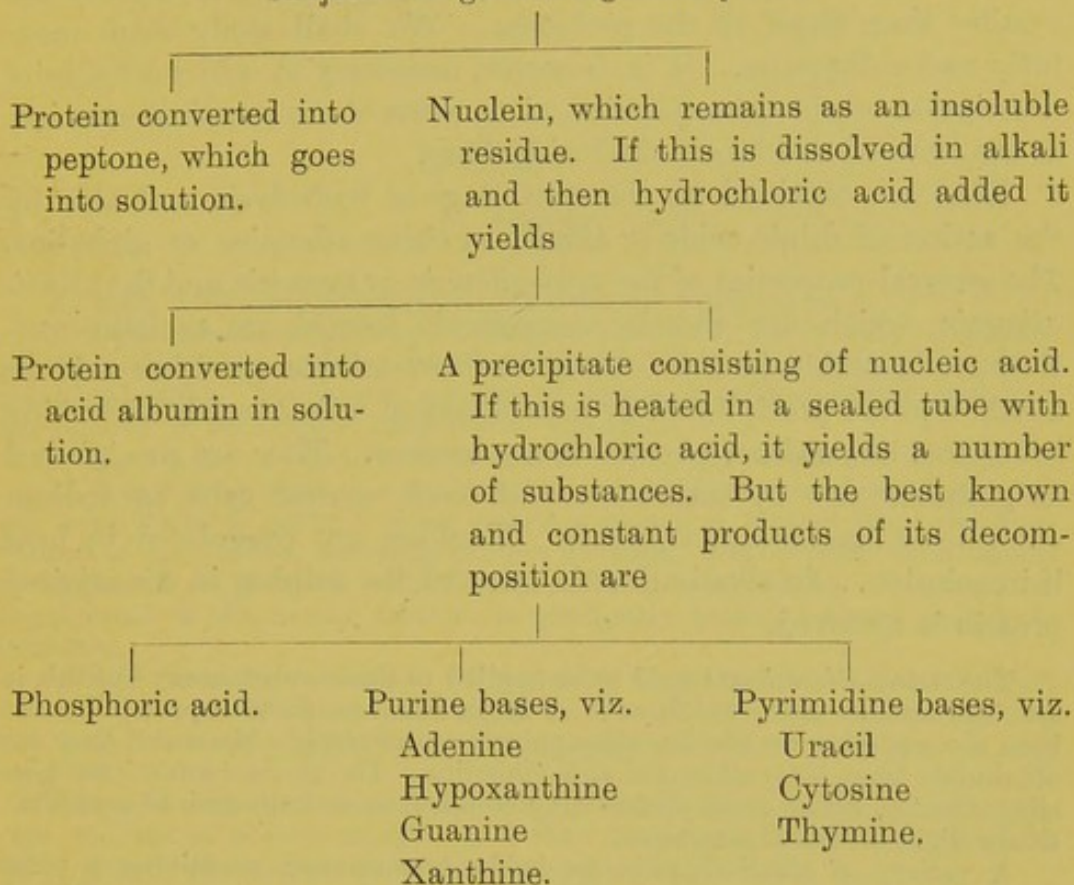 Protein converted into
peptone, which goes
into solution.
Nuclein, which remains as an insoluble
residue. If this is dissolved in alkali
and then hydrochloric acid added it
yields
Protein converted into
acid albumin in solu-
tion.
A precipitate consisting of nucleic acid.
If this is heated in a sealed tube with
hydrochloric acid, it yields a number
of substances. But the best known
and constant products of its decom-
position are
Phosphoric acid.
Purine bases, viz.
Adenine
Hypoxanthine
Guanine
Xanthine.
Pyrimidine bases, viz.
Uracil
Cytosine
Thymine.